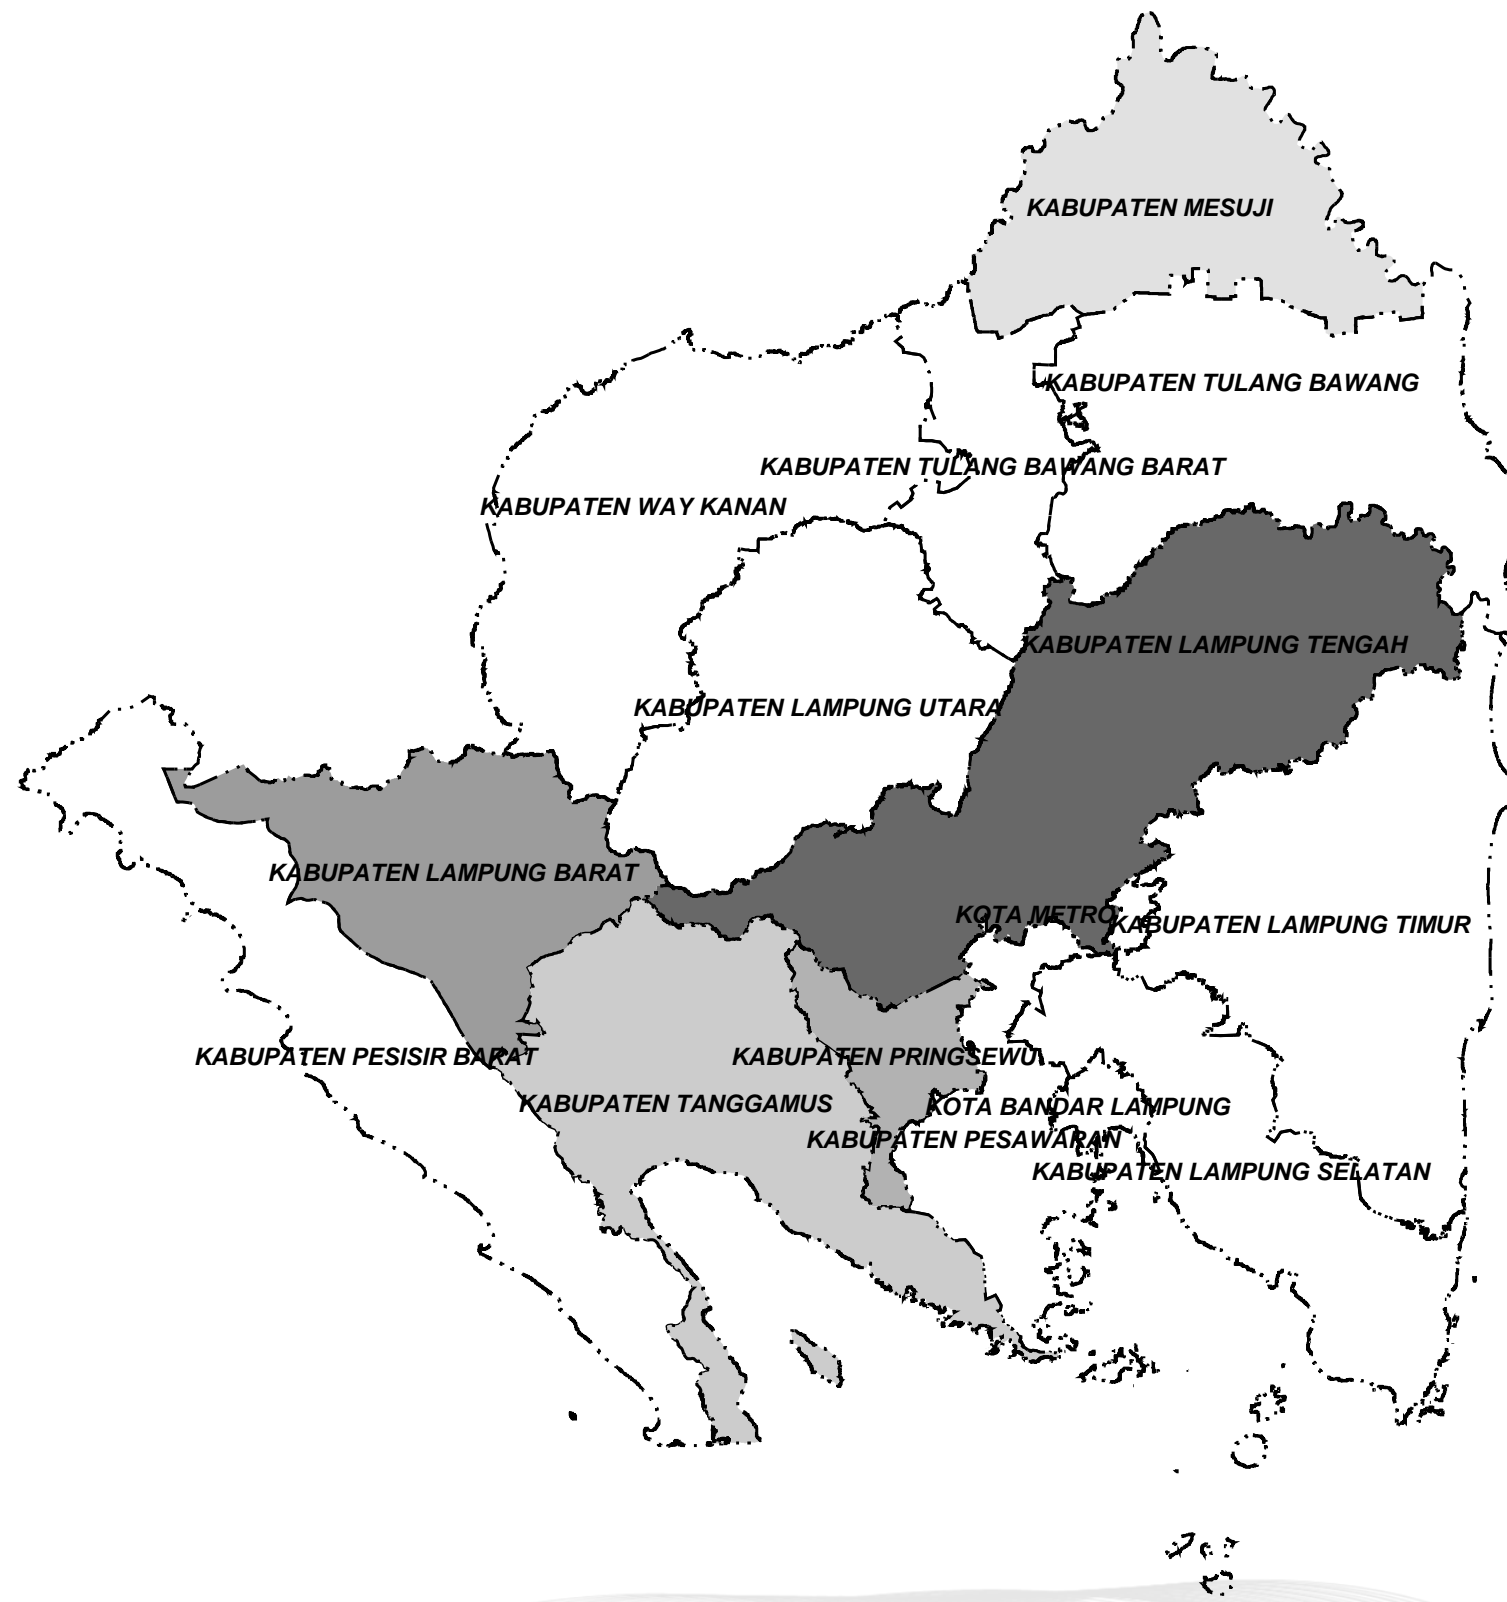 KABUPATEN MESUJI
KABUPATEN TULANG BAWANG
KABUPATEN TULANG BAWANG BARAT
KABUPATEN WAY KANAN
KABUPATEN LAMPUNG TENGAH
KABUPATEN LAMPUNG UTARA
KABUPATEN LAMPUNG BARAT
KOTA METRO
KABUPATEN LAMPUNG TIMUR
KABUPATEN PESISIR BARAT
KABUPATEN PRINGSEWU
KABUPATEN TANGGAMUS
KOTA BANDAR LAMPUNG
KABUPATEN PESAWARAN
KABUPATEN LAMPUNG SELATAN